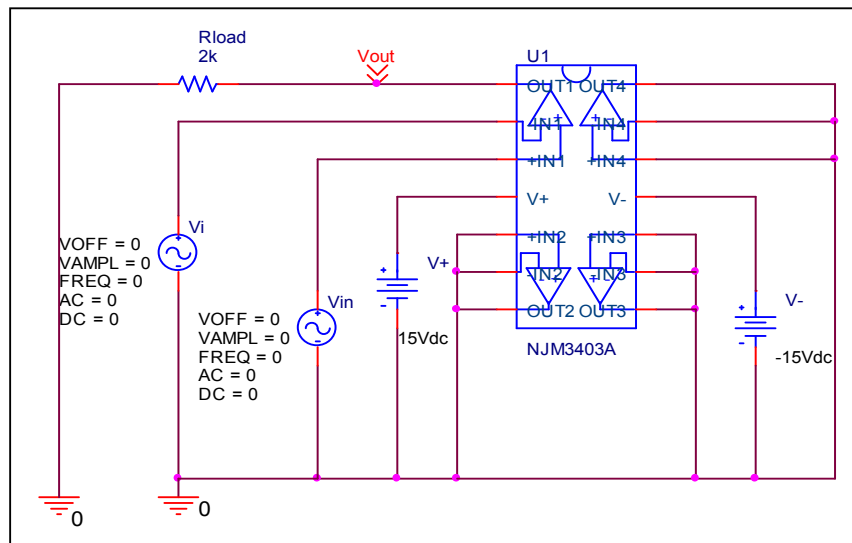 Rload
2k
Vout
U1
OUT1
OUT4
-IN1
-IN4
+IN1
+IN4
V+
V-
+IN2
+IN3
-IN2
-IN3
OUT2
OUT3
NJM3403A
Vi
VOFF = 0
VAMPL = 0
FREQ = 0
AC = 0
DC = 0
Vin
VOFF = 0
VAMPL = 0
FREQ = 0
AC = 0
DC = 0
V+
15Vdc
V-
-15Vdc
0
0